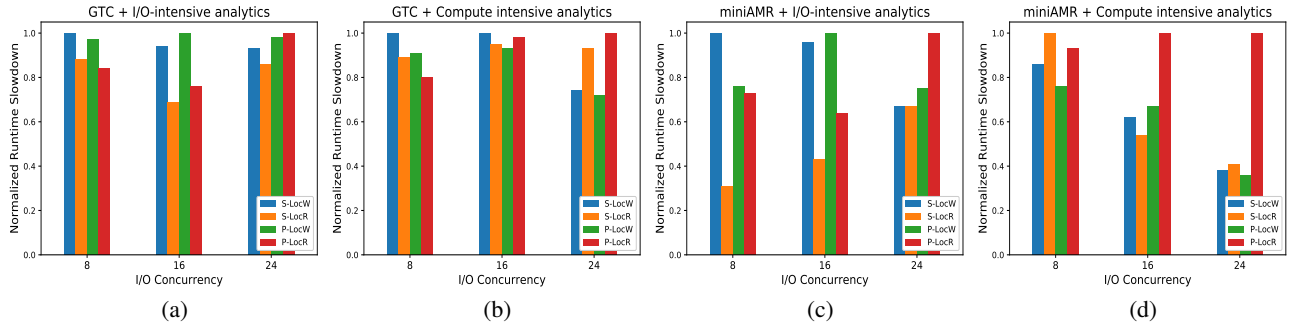 GTC + I/O-intensive analytics
Normalized Runtime Slowdown
1.0
0.8
0.6
0.4
0.2
0.0
S-LocW
S-LocR
P-LocW
P-LocR
8 16 24
I/O Concurrency
(a)
GTC + Compute intensive analytics
Normalized Runtime Slowdown
1.0
0.8
0.6
0.4
0.2
0.0
S-LocW
S-LocR
P-LocW
P-LocR
8 16 24
I/O Concurrency
(b)
miniAMR + I/O-intensive analytics
Normalized Runtime Slowdown
1.0
0.8
0.6
0.4
0.2
0.0
S-LocW
S-LocR
P-LocW
P-LocR
8 16 24
I/O Concurrency
(c)
miniAMR + Compute intensive analytics
Normalized Runtime Slowdown
1.0
0.8
0.6
0.4
0.2
0.0
S-LocW
S-LocR
P-LocW
P-LocR
8 16 24
I/O Concurrency
(d)